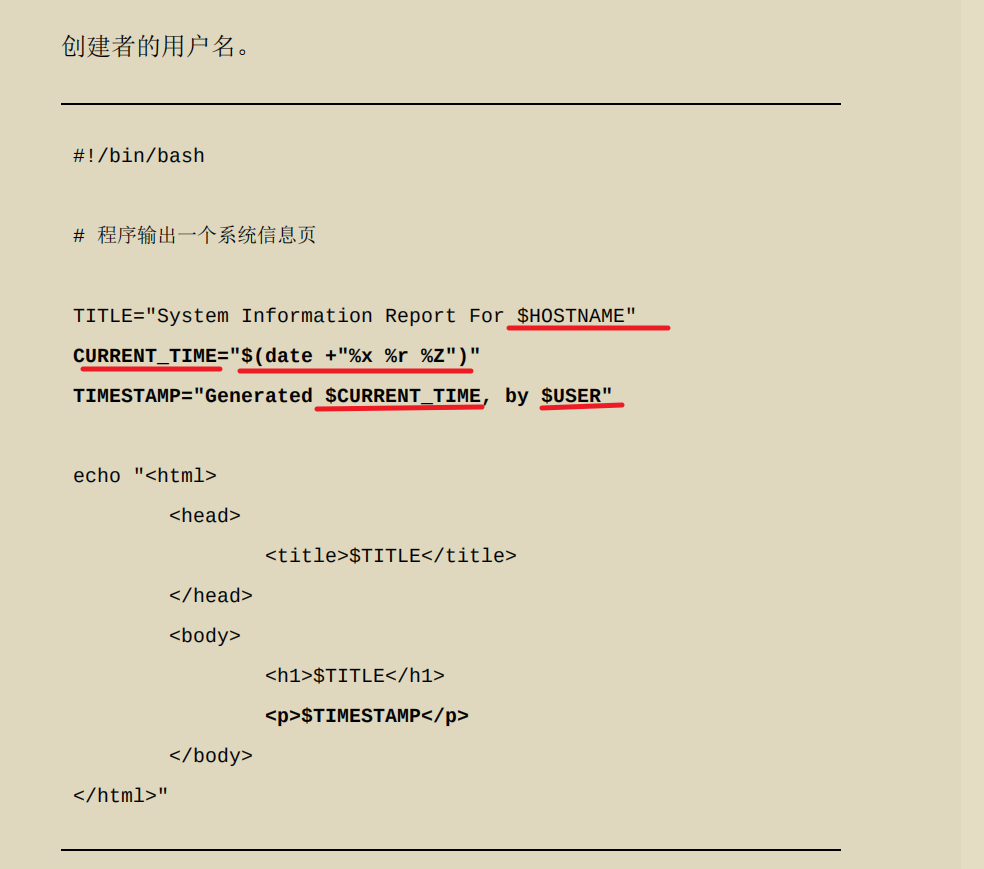 创建者的用户名。
#!/bin/bash
# 程序输出一个系统信息页
TITLE="System Information Report For $HOSTNAME"
CURRENT_TIME="$(date +"%x %r %Z")"
TIMESTAMP="Generated $CURRENT_TIME, by $USER"
echo "<html>
<head>
<title>$TITLE</title>
</head>
<body>
<h1>$TITLE</h1>
<p>$TIMESTAMP</p>
</body>
</html>"